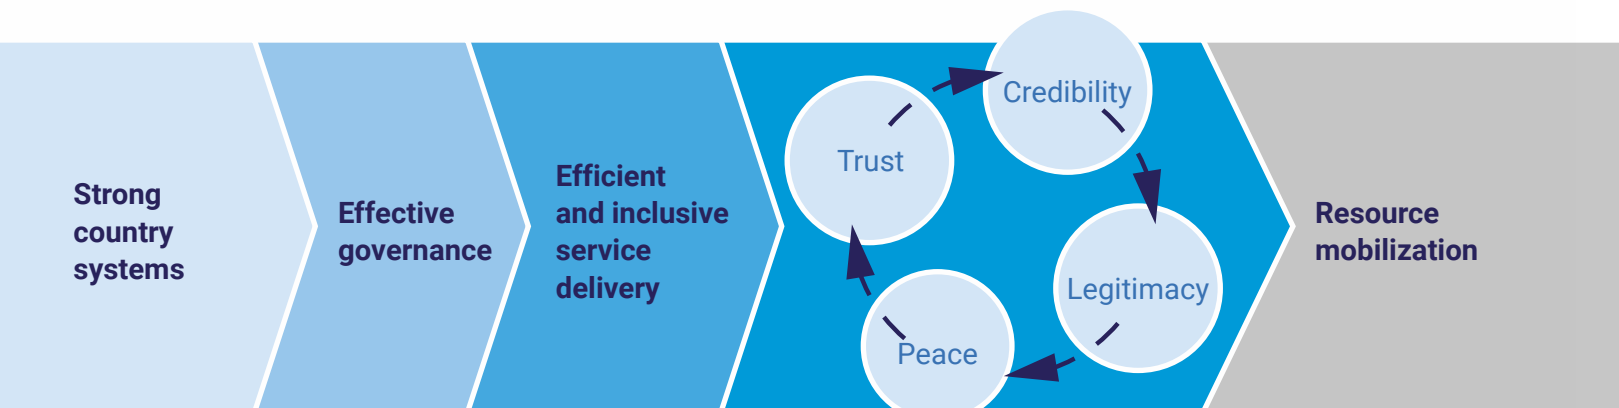 Strong
country
systems
Effective
governance
Efficient
and inclusive
service
delivery
Trust
Credibility
Legitimacy
Peace
Resource
mobilization